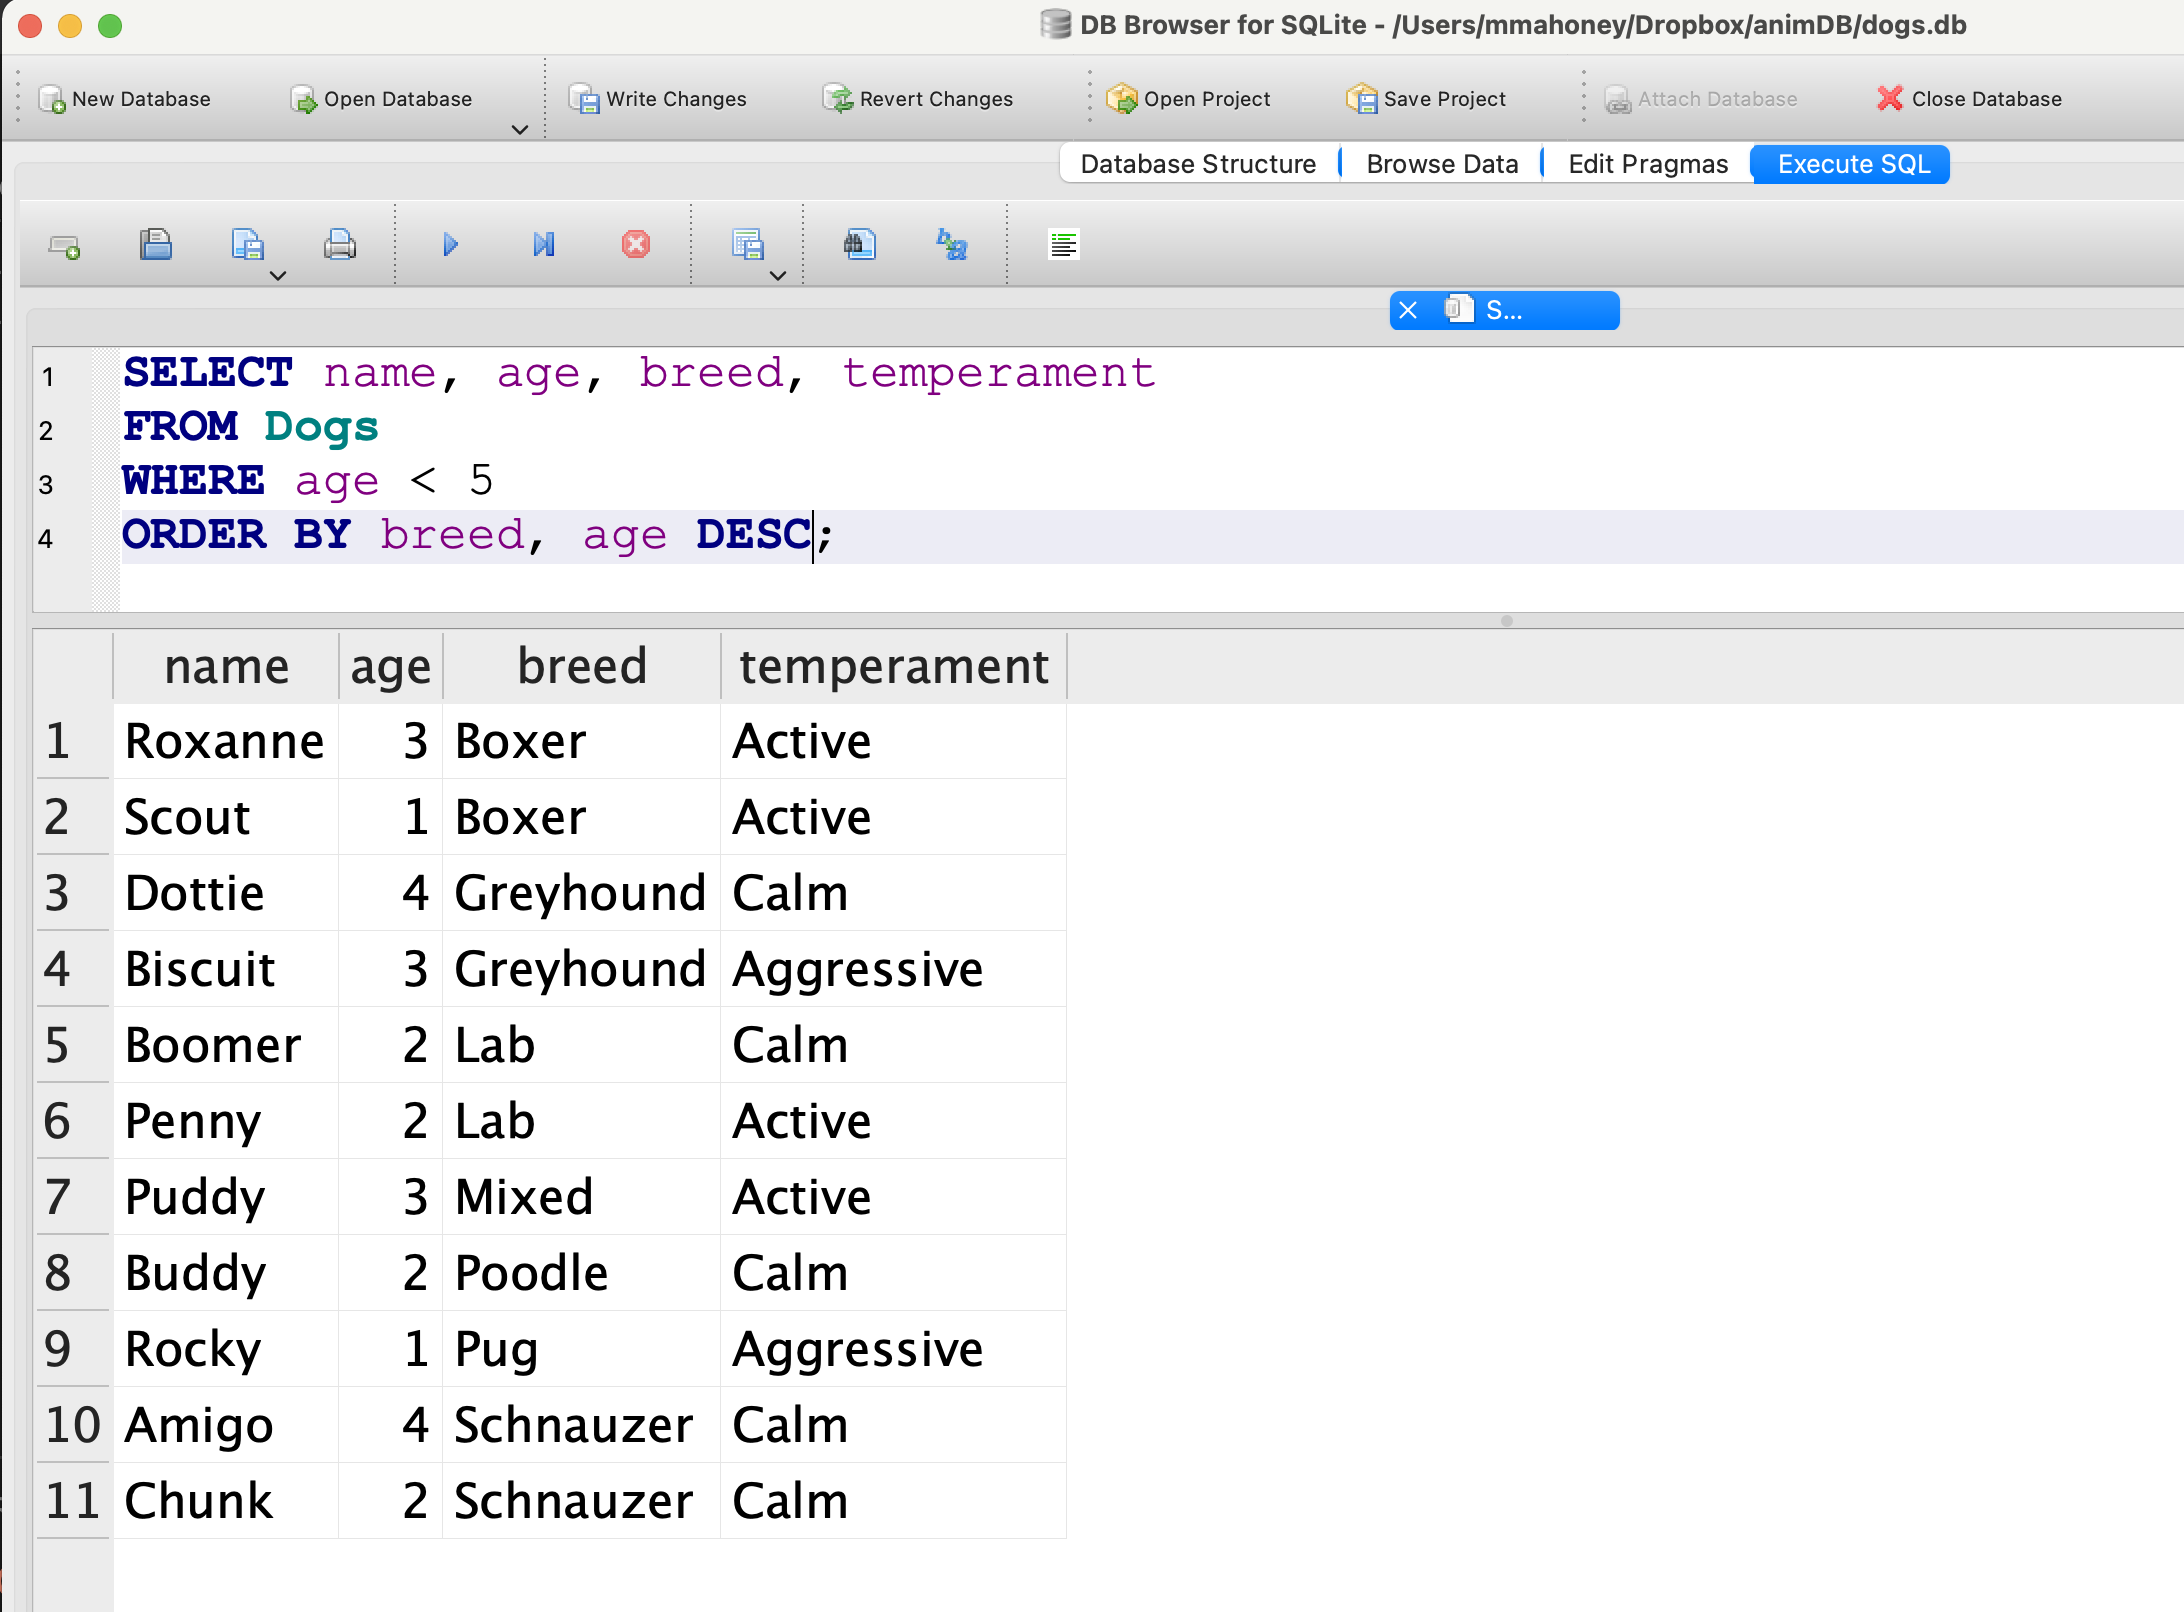 DB Browser for SQLite - /Users/mmahoney/Dropbox/animDB/dogs.db
New Database Open Database Write Changes Revert Changes Open Project Save Project Attach Database Close Database
Database Structure Browse Data Edit Pragmas Execute SQL
S...
1 SELECT name, age, breed, temperament
2 FROM Dogs
3 WHERE age < 5
4 ORDER BY breed, age DESC;
name age breed temperament
1 Roxanne 3 Boxer Active
2 Scout 1 Boxer Active
3 Dottie 4 Greyhound Calm
4 Biscuit 3 Greyhound Aggressive
5 Boomer 2 Lab Calm
6 Penny 2 Lab Active
7 Puddy 3 Mixed Active
8 Buddy 2 Poodle Calm
9 Rocky 1 Pug Aggressive
10 Amigo 4 Schnauzer Calm
11 Chunk 2 Schnauzer Calm